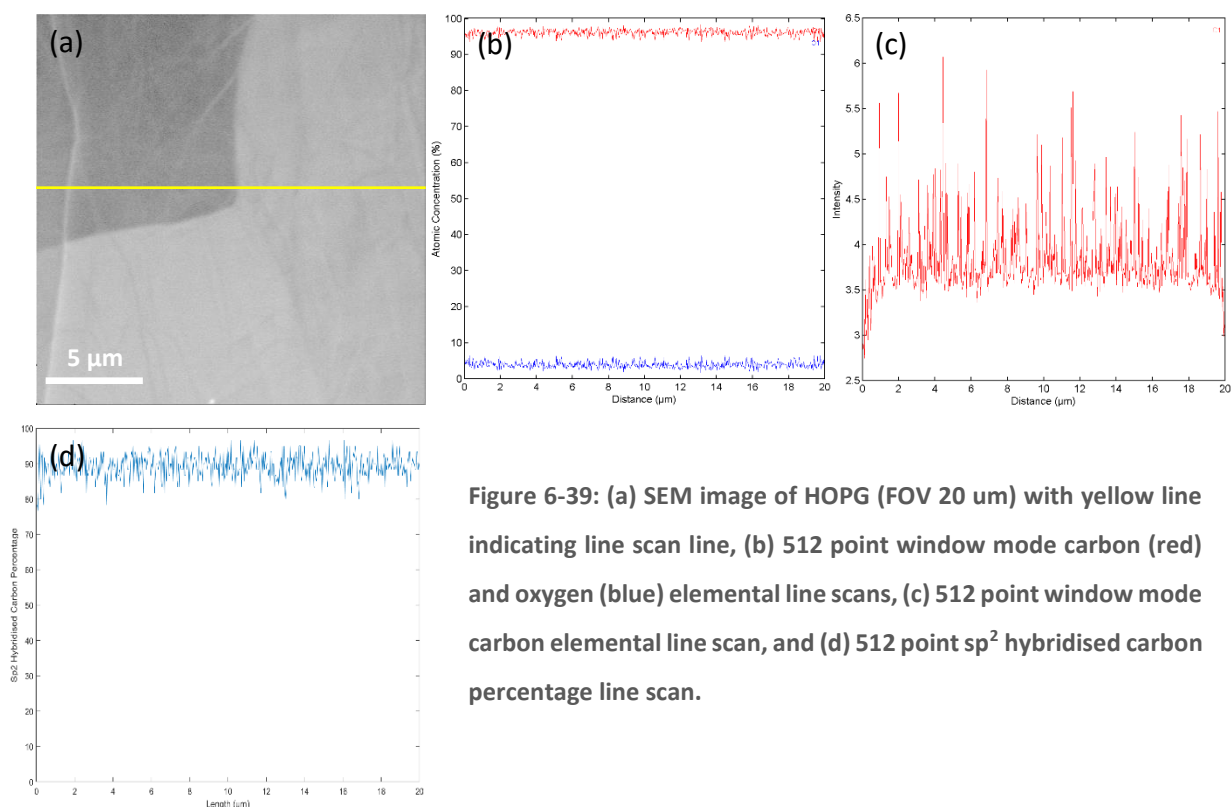 (a)
5 µm
(b)
100
90
80
70
60
50
40
30
20
10
0
Atomic Concentration (%)
0 2 4 6 8 10 12 14 16 18 20
Distance (µm)
(c)
6.5
6
5.5
5
4.5
4
3.5
3
2.5
Intensity
0 2 4 6 8 10 12 14 16 18 20
Distance (µm)
(d)
100
90
80
70
60
50
40
30
20
10
0
Sp2 Hybridised Carbon Percentage
0 2 4 6 8 10 12 14 16 18 20
Length (µm)
Figure 6-39: (a) SEM image of HOPG (FOV 20 um) with yellow line
indicating line scan line, (b) 512 point window mode carbon (red)
and oxygen (blue) elemental line scans, (c) 512 point window mode
carbon elemental line scan, and (d) 512 point sp² hybridised carbon
percentage line scan.